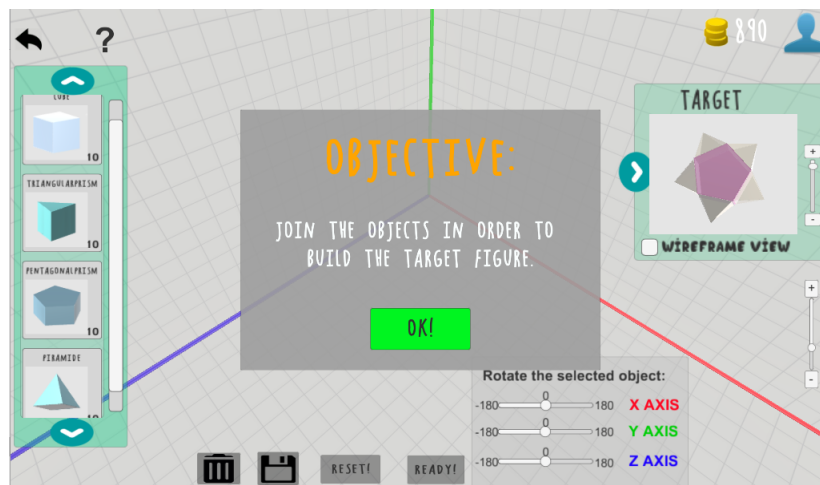 ?
890
CUBE
10
TRIANGULARPRISM
10
PENTAGONALPRISM
10
PIRAMIDE
10
OBJECTIVE:
JOIN THE OBJECTS IN ORDER TO
BUILD THE TARGET FIGURE.
OK!
TARGET
+
-
WIREFRAME VIEW
+
-
Rotate the selected object:
0
-180 180 X AXIS
0
-180 180 Y AXIS
0
-180 180 Z AXIS
RESET!
READY!